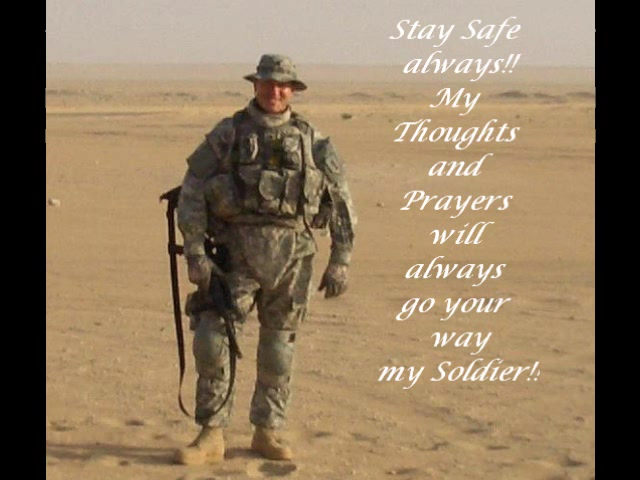 Stay Safe
always!!
My
Thoughts
and
Prayers
will
always
go your
way
my Soldier!!